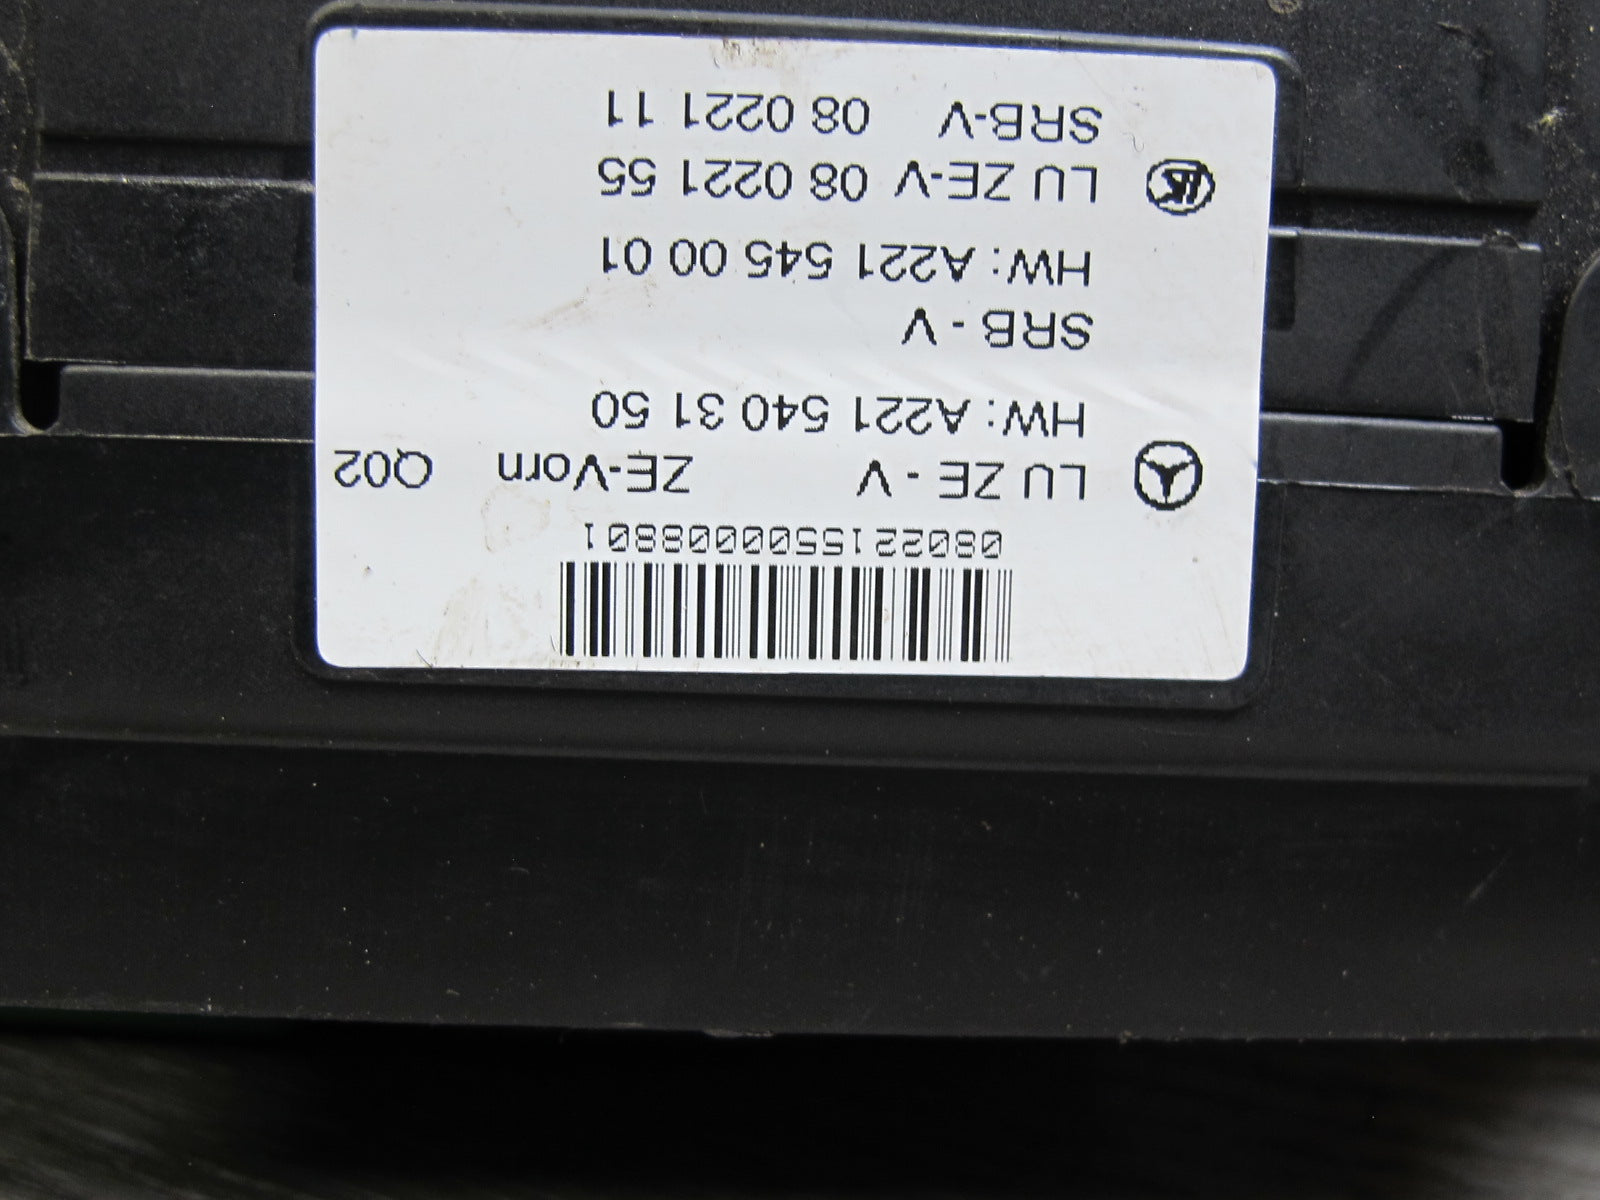 0802215500008801
LU ZE - V ZE-Vorn Q02
HW: A221 540 31 50
SRB - V
HW: A221 545 00 01
LU ZE-V 08 0221 55
SRB-V 08 0221 11